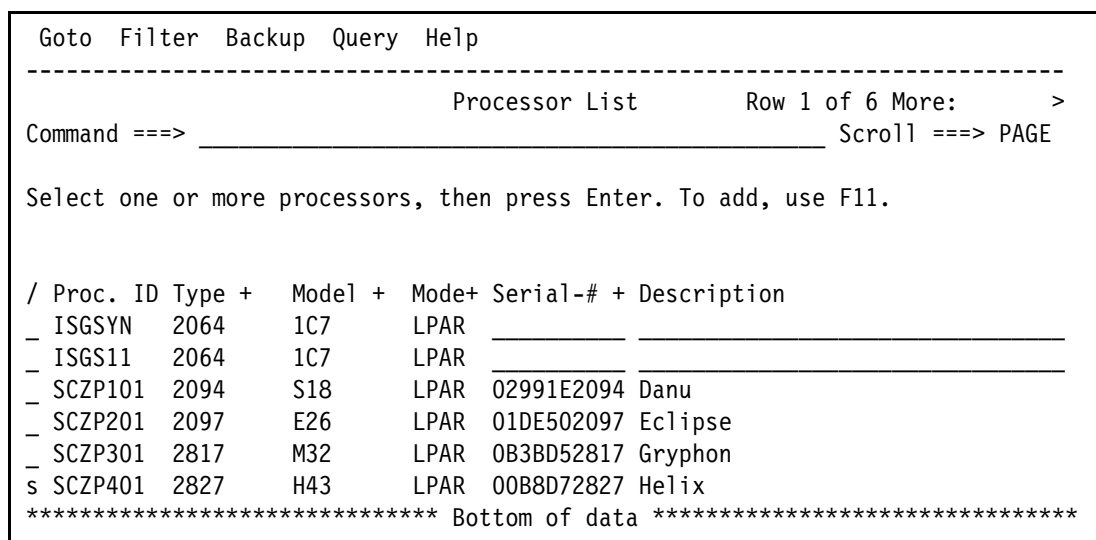 Goto  Filter  Backup  Query  Help
------------------------------------------------------------------------------
Processor List        Row 1 of 6 More:       >
Command ===> _______________________________________________ Scroll ===> PAGE
Select one or more processors, then press Enter. To add, use F11.
/ Proc. ID Type +   Model +  Mode+ Serial-# + Description
_ ISGSYN   2064     1C7      LPAR  __________ ________________________________
_ ISGS11   2064     1C7      LPAR  __________ ________________________________
_ SCZP101  2094     S18      LPAR  02991E2094 Danu
_ SCZP201  2097     E26      LPAR  01DE502097 Eclipse
_ SCZP301  2817     M32      LPAR  0B3BD52817 Gryphon
s SCZP401  2827     H43      LPAR  00B8D72827 Helix
******************************* Bottom of data ********************************